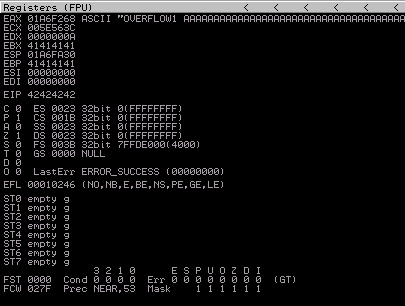 Registers (FPU) < < < < < <
EAX 01A6F268 ASCII "OVERFLOW1 AAAAAAAAAAAAAAAAAAAAAAAAAAAAAAAAAAAAA
ECX 005E563C
EDX 0000000A
EBX 41414141
ESP 01A6FA30
EBP 41414141
ESI 00000000
EDI 00000000
EIP 42424242
C 0 ES 0023 32bit 0(FFFFFFFF)
P 1 CS 001B 32bit 0(FFFFFFFF)
A 0 SS 0023 32bit 0(FFFFFFFF)
Z 1 DS 0023 32bit 0(FFFFFFFF)
S 0 FS 003B 32bit 7FFDE000(4000)
T 0 GS 0000 NULL
D 0
O 0 LastErr ERROR_SUCCESS (00000000)
EFL 00010246 (NO,NB,E,BE,NS,PE,GE,LE)
ST0 empty g
ST1 empty g
ST2 empty g
ST3 empty g
ST4 empty g
ST5 empty g
ST6 empty g
ST7 empty g
3 2 1 0 E S P U O Z D I
FST 0000 Cond 0 0 0 0 Err 0 0 0 0 0 0 0 0 (GT)
FCW 027F Prec NEAR,53 Mask 1 1 1 1 1 1